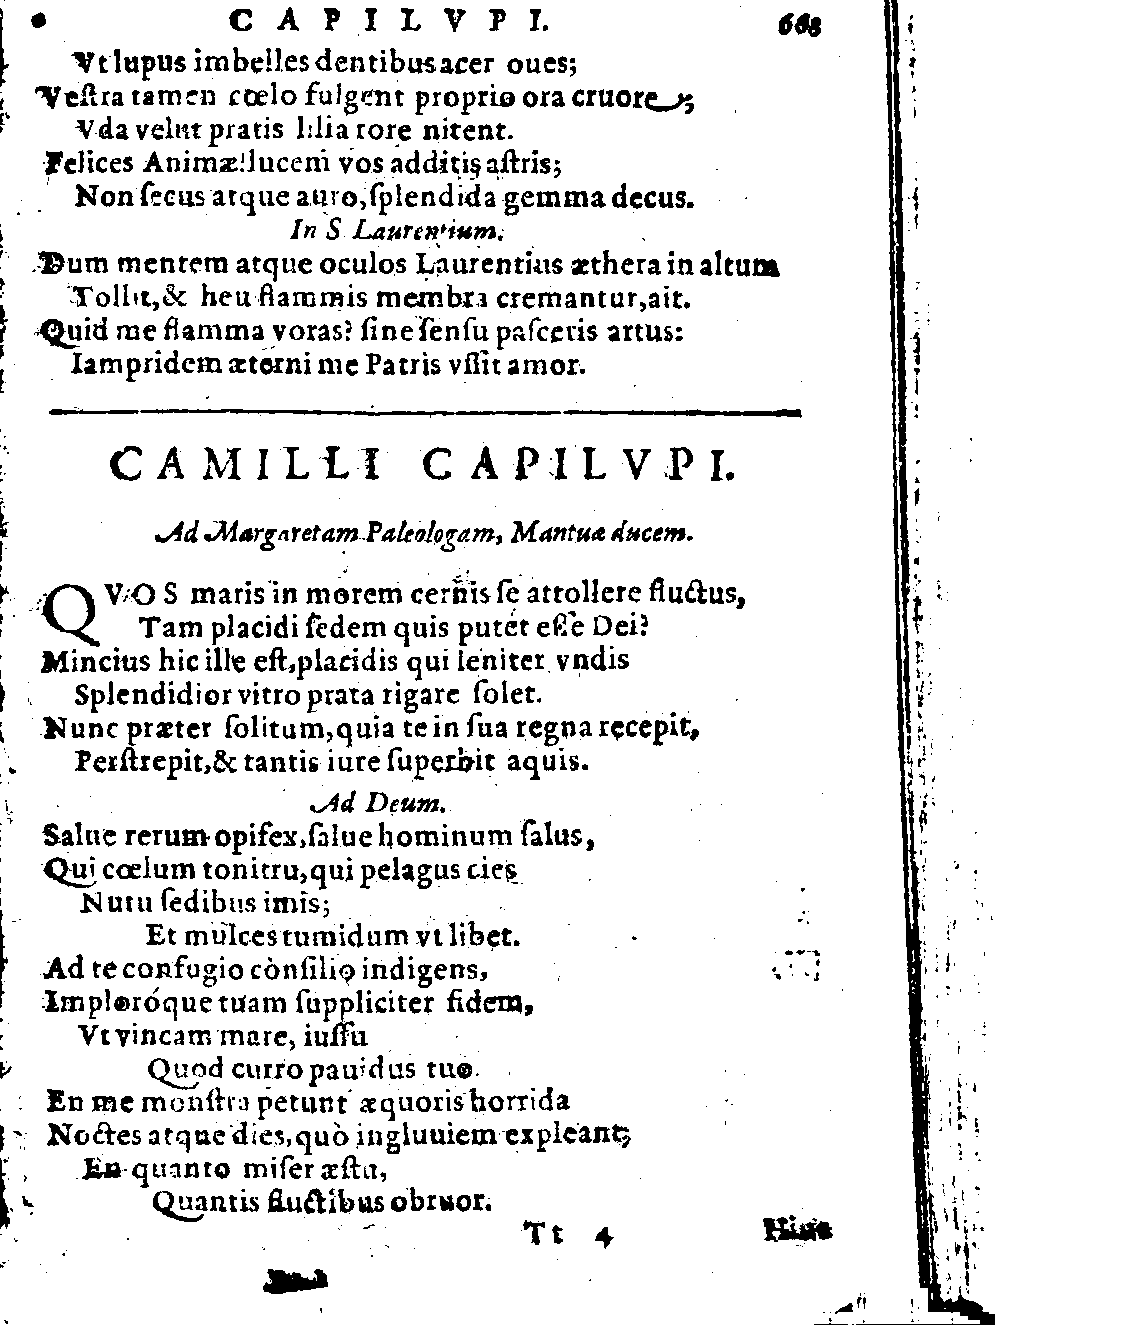 CAPILVPI. 663
Vt lupus imbelles dentibus acer oues;
Veſtra tamen cœlo fulgent proprio ora cruore;
Vda velut pratis lilia rore nitent.
Felices Animæ! lucem vos additis aſtris;
Non ſecus atque auro, ſplendida gemma decus.
In S. Laurentium.
Dum mentem atque oculos Laurentius æthera in altum
Tollit, & heu flammis membra cremantur, ait.
Quid me flamma voras? ſine ſenſu paſceris artus:
Iampridem æterni me Patris vſſit amor.
CAMILLI CAPILVPI.
Ad Margaretam Paleologam, Mantuæ ducem.
QVOS maris in morem cernis ſe attollere fluctus,
Tam placidi ſedem quis putet eſſe Dei?
Mincius hic ille eſt, placidis qui leniter vndis
Splendidior vitro prata rigare ſolet.
Nunc præter ſolitum, quia te in ſua regna recepit,
Perſtrepit, & tantis iure ſuperbit aquis.
Ad Deum.
Salue rerum opifex, ſalue hominum ſalus,
Qui cœlum tonitru, qui pelagus cies
Nutu ſedibus imis;
Et mulces tumidum vt libet.
Ad te confugio cònſilio indigens,
Imploróque tuam ſuppliciter fidem,
Vt vincam mare, iuſſu
Quod curro pauidus tuo.
En me monſtra petunt æquoris horrida
Noctes atque dies, quò ingluuiem expleant;
En quanto miſer æſtu,
Quantis fluctibus obruor.
Tt 4